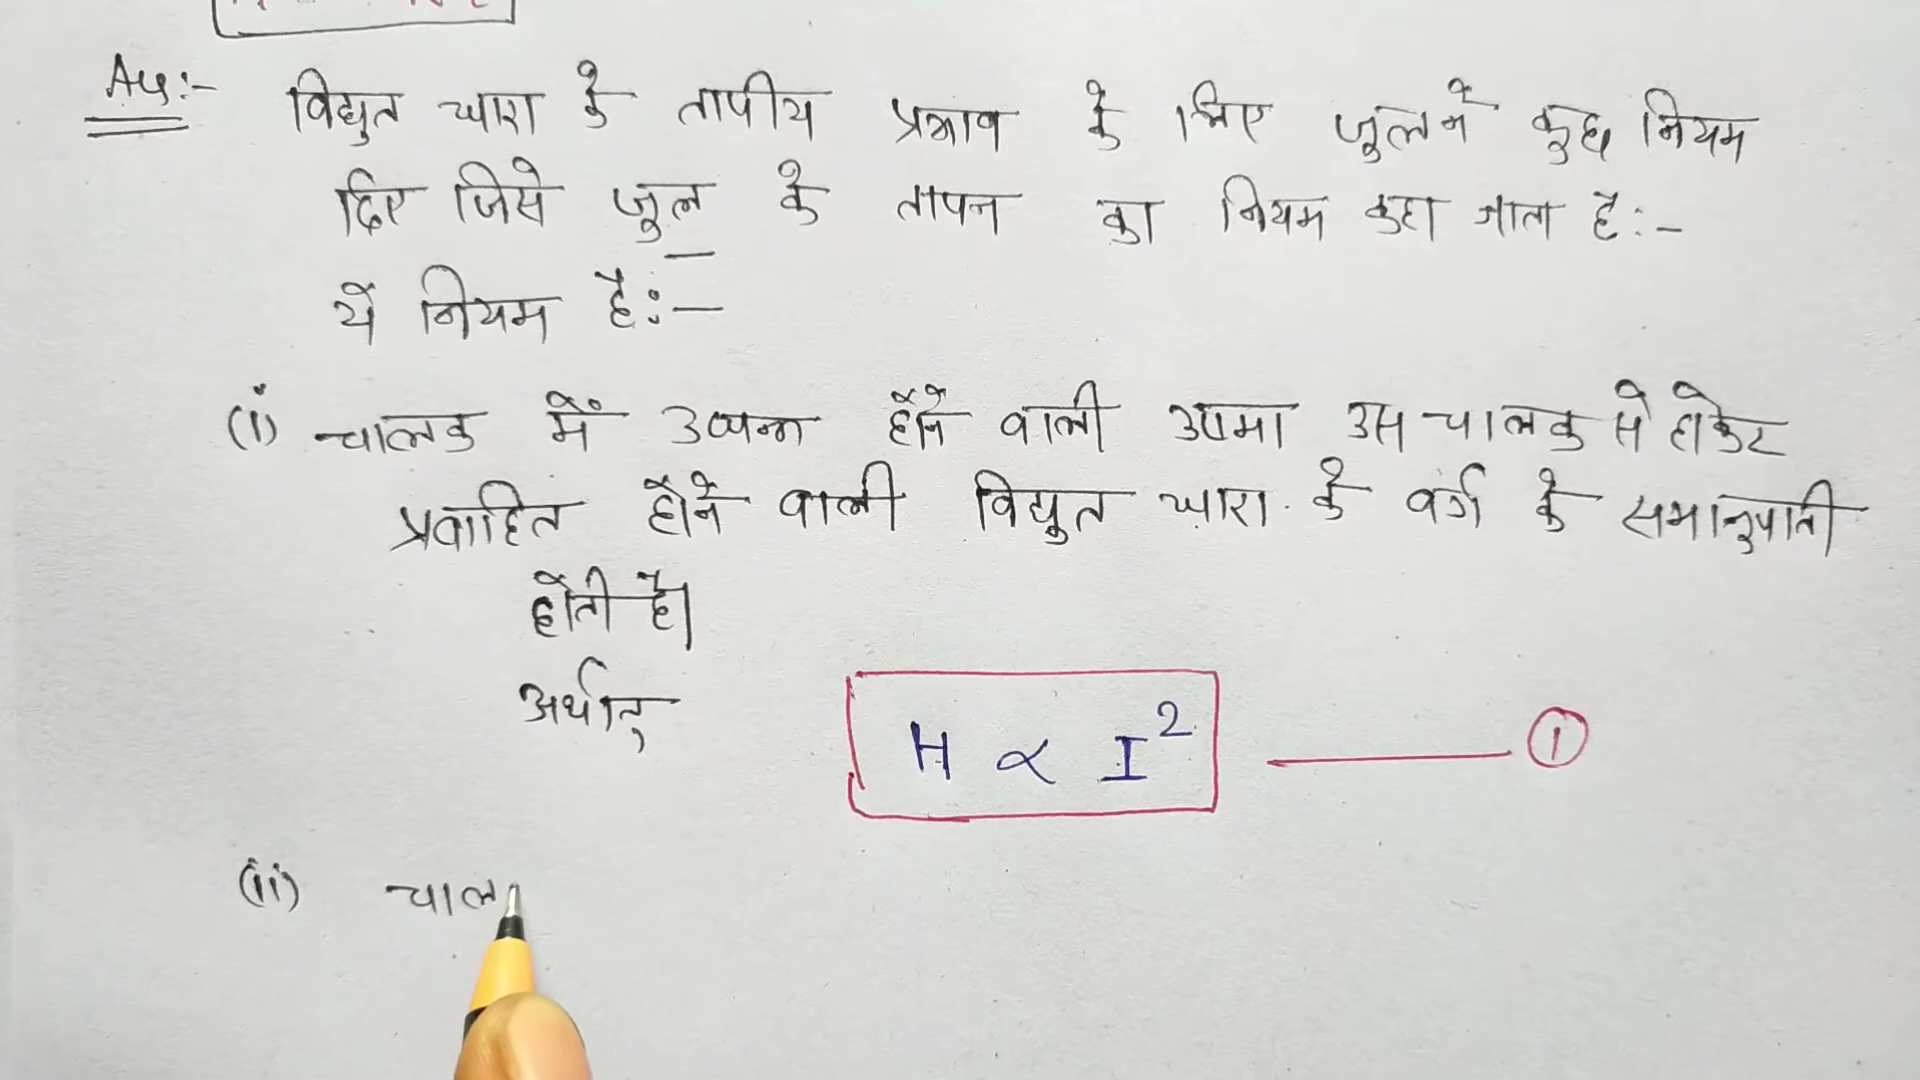 Ans:- विद्युत धारा के तापीय प्रभाव के लिए जूल ने कुछ नियम
दिए जिसे जूल के तापन का नियम कहा जाता है:-
ये नियम है:-
(i) चालक में उत्पन्न होने वाली उष्मा उस चालक से होकर
प्रवाहित होने वाली विद्युत धारा के वर्ग के समानुपाती
होती है।
अर्थात्
H ∝ I² ——— ①
(ii) चाल